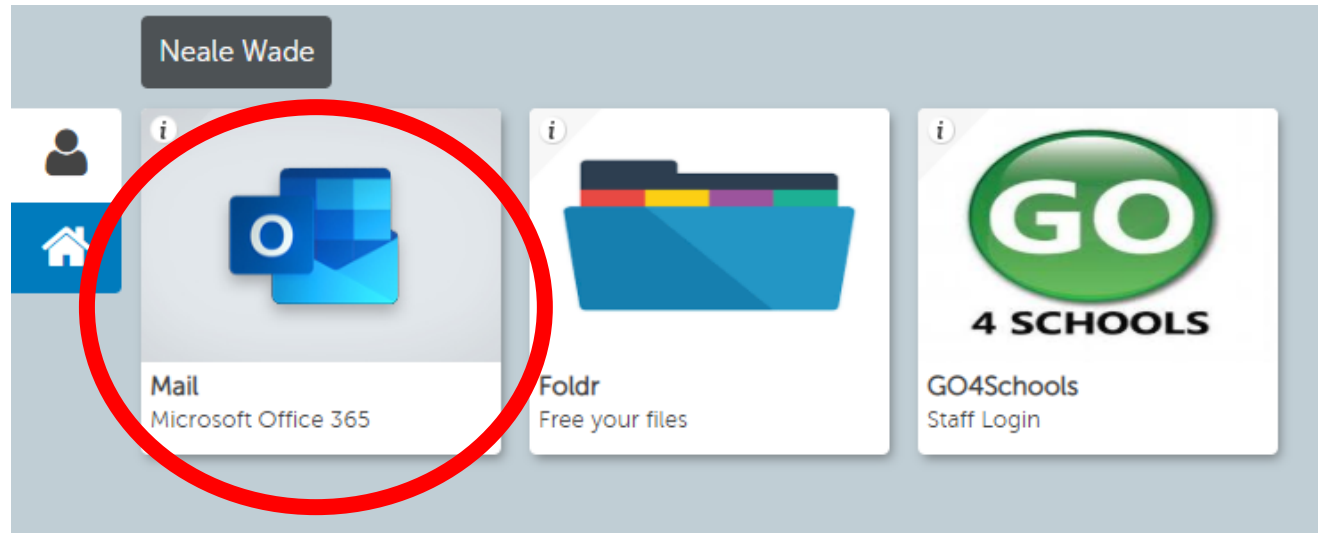 Neale Wade
i
i
i
O
GO
4 SCHOOLS
Mail
Microsoft Office 365
Foldr
Free your files
GO4Schools
Staff Login